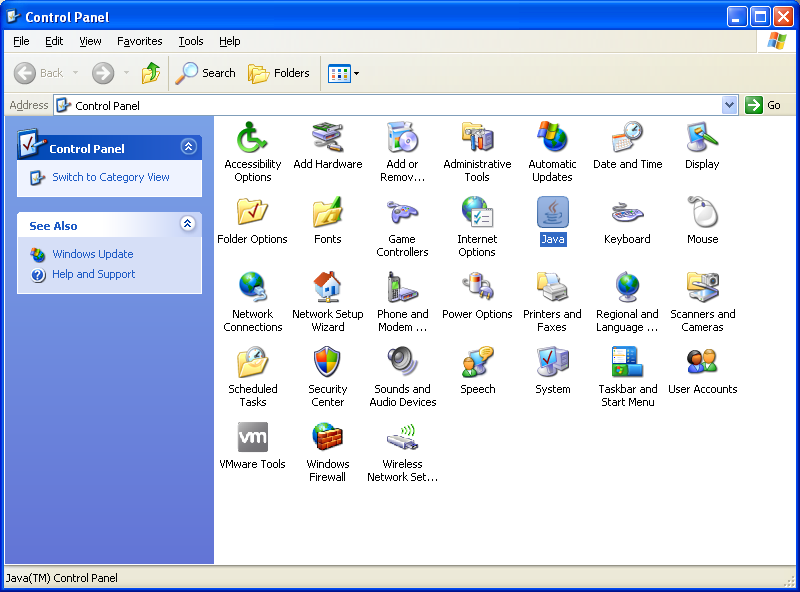 Control Panel
File Edit View Favorites Tools Help
Back Search Folders
Address Control Panel Go
Control Panel
Switch to Category View
See Also
Windows Update
Help and Support
Accessibility Options
Add Hardware
Add or Remov...
Administrative Tools
Automatic Updates
Date and Time
Display
Folder Options
Fonts
Game Controllers
Internet Options
Java
Keyboard
Mouse
Network Connections
Network Setup Wizard
Phone and Modem ...
Power Options
Printers and Faxes
Regional and Language ...
Scanners and Cameras
Scheduled Tasks
Security Center
Sounds and Audio Devices
Speech
System
Taskbar and Start Menu
User Accounts
vm
VMware Tools
Windows Firewall
Wireless Network Set...
Java(TM) Control Panel